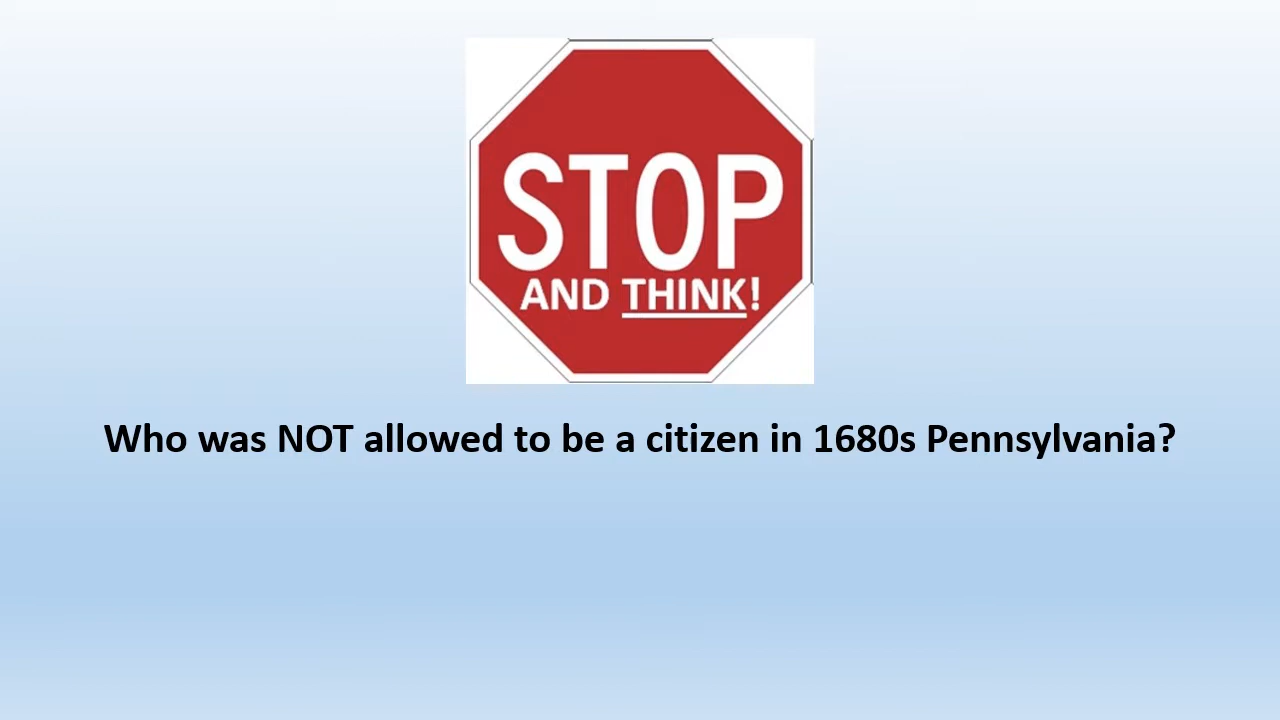 STOP
AND THINK!
Who was NOT allowed to be a citizen in 1680s Pennsylvania?